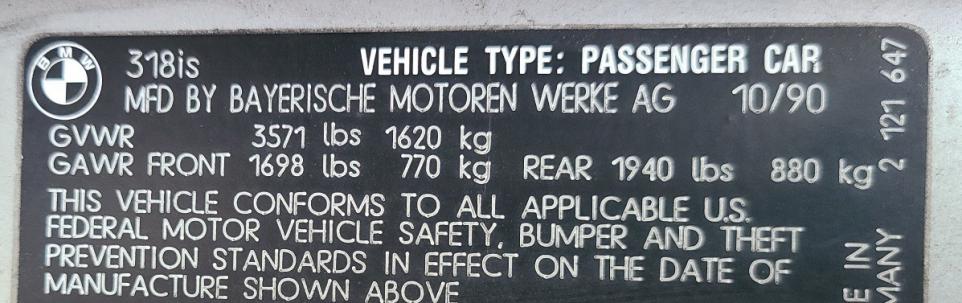 BMW
318is
VEHICLE TYPE: PASSENGER CAR
MFD BY BAYERISCHE MOTOREN WERKE AG 10/90
GVWR 3571 lbs 1620 kg
GAWR FRONT 1698 lbs 770 kg REAR 1940 lbs 880 kg
THIS VEHICLE CONFORMS TO ALL APPLICABLE U.S.
FEDERAL MOTOR VEHICLE SAFETY, BUMPER AND THEFT
PREVENTION STANDARDS IN EFFECT ON THE DATE OF
MANUFACTURE SHOWN ABOVE
2 121 647
E IN
MANY